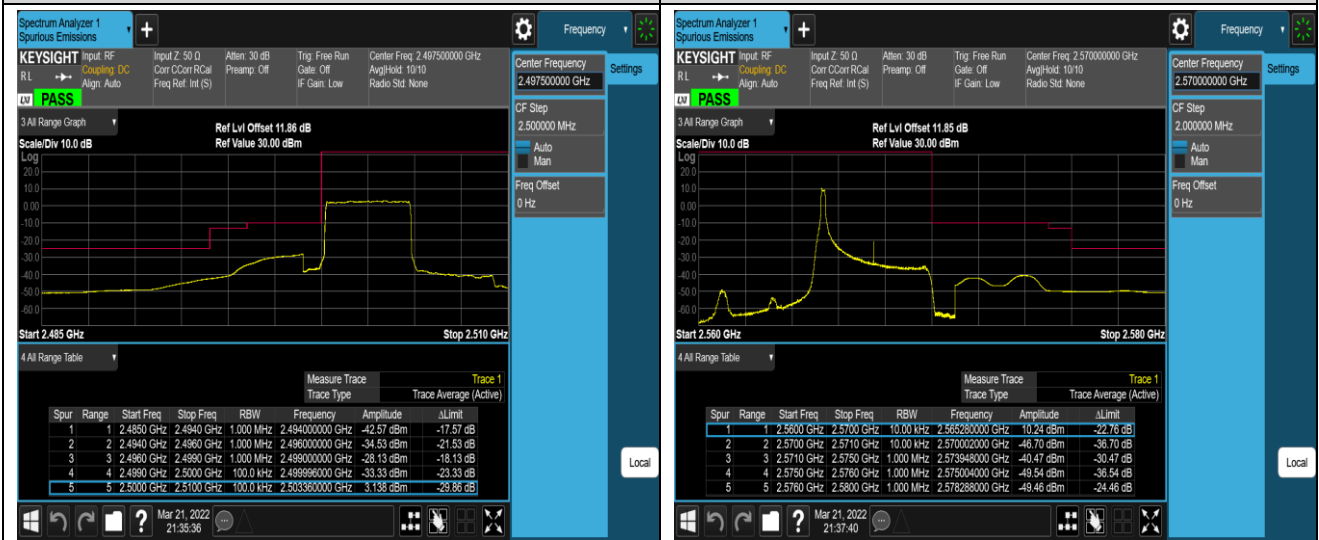 Spectrum Analyzer 1
Spurious Emissions
+
Frequency
KEYSIGHT Input: RF Input Z: 50 Ω Atten: 30 dB Trig: Free Run Center Freq: 2.497500000 GHz
RL Coupling: DC Corr CCorr RCal Preamp: Off Gate: Off Avg|Hold: 10/10
Align: Auto Freq Ref: Int (S) IF Gain: Low Radio Std: None
LXI PASS
3 All Range Graph
Ref Lvl Offset 11.86 dB
Scale/Div 10.0 dB Ref Value 30.00 dBm
Log
20.0
10.0
0.00
-10.0
-20.0
-30.0
-40.0
-50.0
-60.0
Start 2.485 GHz Stop 2.510 GHz
4 All Range Table
Measure Trace Trace 1
Trace Type Trace Average (Active)
Spur Range Start Freq Stop Freq RBW Frequency Amplitude ΔLimit
1 1 2.4850 GHz 2.4940 GHz 1.000 MHz 2.494000000 GHz -42.57 dBm -17.57 dB
2 2 2.4940 GHz 2.4960 GHz 1.000 MHz 2.496000000 GHz -34.53 dBm -21.53 dB
3 3 2.4960 GHz 2.4990 GHz 1.000 MHz 2.499000000 GHz -28.13 dBm -18.13 dB
4 4 2.4990 GHz 2.5000 GHz 100.0 kHz 2.499996000 GHz -33.33 dBm -23.33 dB
5 5 2.5000 GHz 2.5100 GHz 100.0 kHz 2.503360000 GHz 3.138 dBm -29.86 dB
Center Frequency
2.497500000 GHz
Settings
CF Step
2.500000 MHz
Auto
Man
Freq Offset
0 Hz
Local
?
Mar 21, 2022
21:35:36
Spectrum Analyzer 1
Spurious Emissions
+
Frequency
KEYSIGHT Input: RF Input Z: 50 Ω Atten: 30 dB Trig: Free Run Center Freq: 2.570000000 GHz
RL Coupling: DC Corr CCorr RCal Preamp: Off Gate: Off Avg|Hold: 10/10
Align: Auto Freq Ref: Int (S) IF Gain: Low Radio Std: None
LXI PASS
3 All Range Graph
Ref Lvl Offset 11.85 dB
Scale/Div 10.0 dB Ref Value 30.00 dBm
Log
20.0
10.0
0.00
-10.0
-20.0
-30.0
-40.0
-50.0
-60.0
Start 2.560 GHz Stop 2.580 GHz
4 All Range Table
Measure Trace Trace 1
Trace Type Trace Average (Active)
Spur Range Start Freq Stop Freq RBW Frequency Amplitude ΔLimit
1 1 2.5600 GHz 2.5700 GHz 10.00 kHz 2.565280000 GHz 10.24 dBm -22.76 dB
2 2 2.5700 GHz 2.5710 GHz 10.00 kHz 2.570002000 GHz -46.70 dBm -36.70 dB
3 3 2.5710 GHz 2.5750 GHz 1.000 MHz 2.573948000 GHz -40.47 dBm -30.47 dB
4 4 2.5750 GHz 2.5760 GHz 1.000 MHz 2.575004000 GHz -49.54 dBm -36.54 dB
5 5 2.5760 GHz 2.5800 GHz 1.000 MHz 2.578288000 GHz -49.46 dBm -24.46 dB
Center Frequency
2.570000000 GHz
Settings
CF Step
2.000000 MHz
Auto
Man
Freq Offset
0 Hz
Local
?
Mar 21, 2022
21:37:40